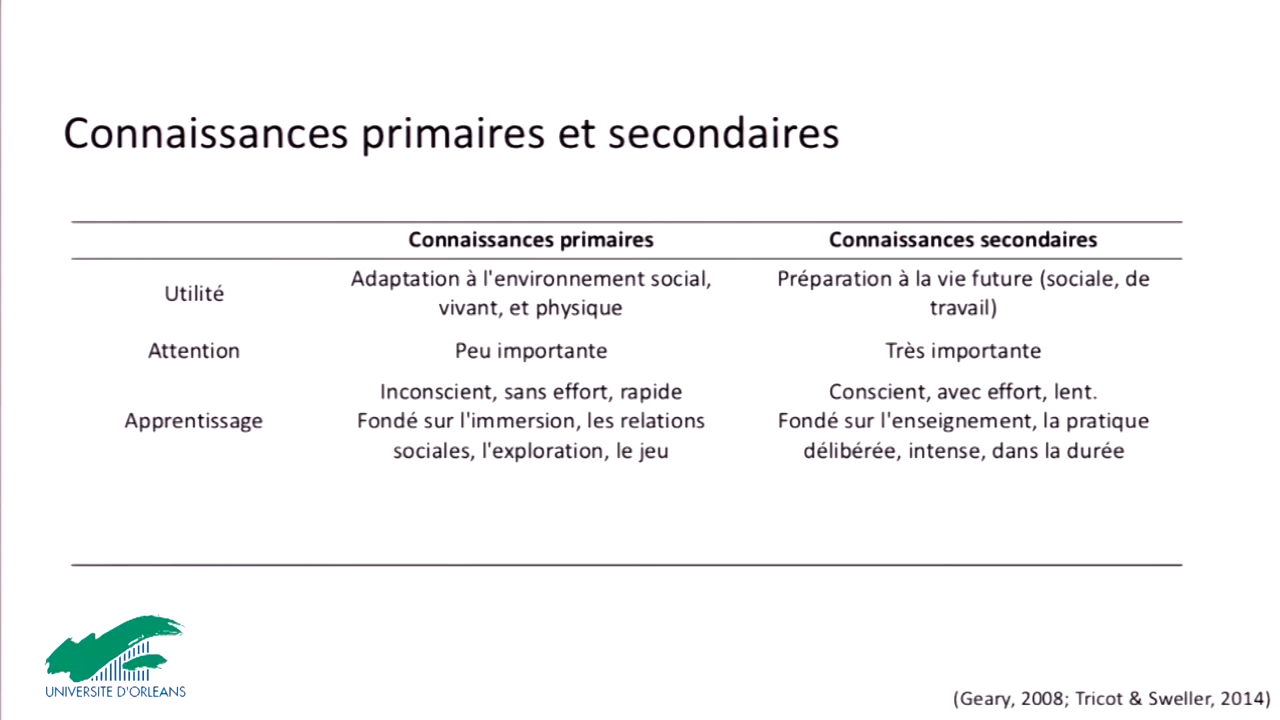 Connaissances primaires et secondaires
Connaissances primaires Connaissances secondaires
Utilité
Adaptation à l'environnement social,
vivant, et physique
Préparation à la vie future (sociale, de
travail)
Attention Peu importante Très importante
Apprentissage
Inconscient, sans effort, rapide
Fondé sur l'immersion, les relations
sociales, l'exploration, le jeu
Conscient, avec effort, lent.
Fondé sur l'enseignement, la pratique
délibérée, intense, dans la durée
UNIVERSITE D'ORLEANS
(Geary, 2008; Tricot & Sweller, 2014)